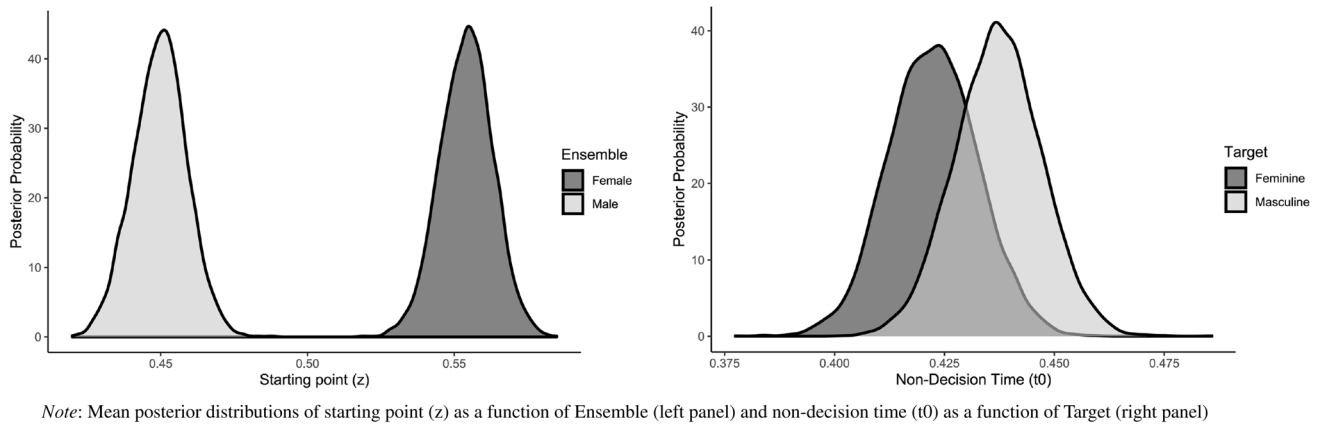 Posterior Probability
40
30
20
10
0
0.45
0.50
0.55
Starting point (z)
Ensemble
Female
Male
Posterior Probability
40
30
20
10
0
0.375
0.400
0.425
0.450
0.475
Non-Decision Time (t0)
Target
Feminine
Masculine
Note: Mean posterior distributions of starting point (z) as a function of Ensemble (left panel) and non-decision time (t0) as a function of Target (right panel)